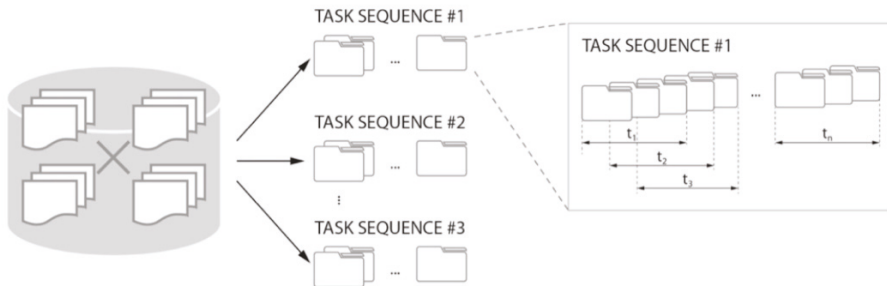 TASK SEQUENCE #1
...
TASK SEQUENCE #2
...
⋮
TASK SEQUENCE #3
...
TASK SEQUENCE #1
...
t₁
tₙ
t₂
t₃